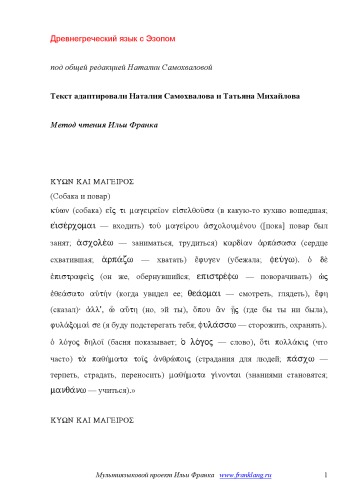 Древнегреческий язык с Эзопом
под общей редакцией Наталии Самохваловой
Текст адаптировали Наталия Самохвалова и Татьяна Михайлова
Метод чтения Ильи Франка
ΚΥΩΝ ΚΑΙ ΜΑΓΕΙΡΟΣ
(Собака и повар)
κύων (собака) εἴς τι μαγειρεῖον εἰσελθοῦσα (в какую-то кухню вошедшая;
εἰσέρχομαι — входить) τοῦ μαγείρου ἀσχολουμένου ([пока] повар был
занят; ἀσχολέω — заниматься, трудиться) καρδίαν ἁρπάσασα (сердце
схватившая; ἁρπάζω — хватать) ἔφυγεν (убежала; φεύγω). ὁ δὲ
ἐπιστραφεὶς (он же, обернувшийся; ἐπιστρέφω — поворачивать) ὡς
ἐθεάσατο αὐτὴν (когда увидел ее; θεάομαι — смотреть, глядеть), ἔφη
(сказал)· ἀλλ', ὦ αὕτη (но, эй ты), ὅπου ἂν ᾖς (где бы ты ни была),
φυλάξομαί σε (я буду подстерегать тебя; φυλάσσω — сторожить, охранять).
ὁ λόγος δηλοῖ (басня показывает; ὁ λόγος — слово), ὅτι πολλάκις (что
часто) τὰ παθήματα τοῖς ἀνθρώποις (страдания для людей; πάσχω —
терпеть, страдать, переносить) μαθήματα γίνονται (знаниями становятся;
μανθάνω — учиться).»
ΚΥΩΝ ΚΑΙ ΜΑΓΕΙΡΟΣ
Мультиязыковой проект Ильи Франка www.franklang.ru 1